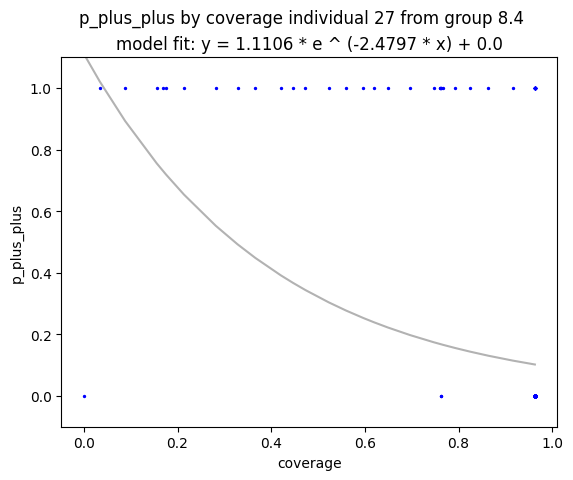 p_plus_plus by coverage individual 27 from group 8.4
model fit: y = 1.1106 * e ^ (-2.4797 * x) + 0.0
1.0
0.8
0.6
0.4
0.2
0.0
p_plus_plus
0.0 0.2 0.4 0.6 0.8 1.0
coverage